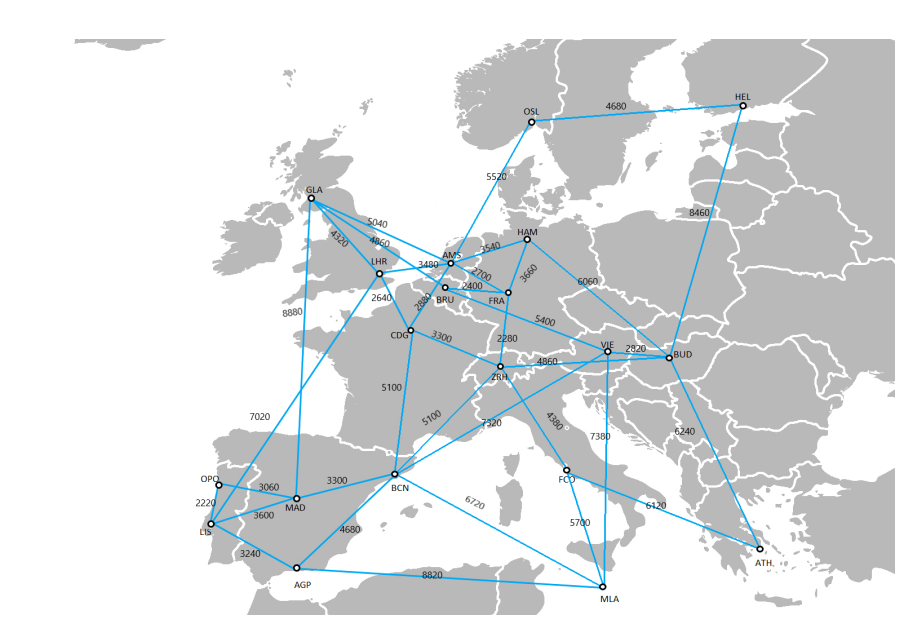 HEL
4680
OSL
5520
GLA
8460
5040
HAM
4320
4860
3540
AMS
LHR
3480
2700
3660
6060
2400
2640
2880
BRU
FRA
8880
5400
CDG
3300
2280
VIE
2820
BUD
4860
ZRH.
5100
7020
5100
4380
7320
7380
6240
OPO
3060
3300
FCO
BCN
2220
3600
MAD
6720
6120
LIS
4680
5700
3240
ATH.
8820
AGP
MLA